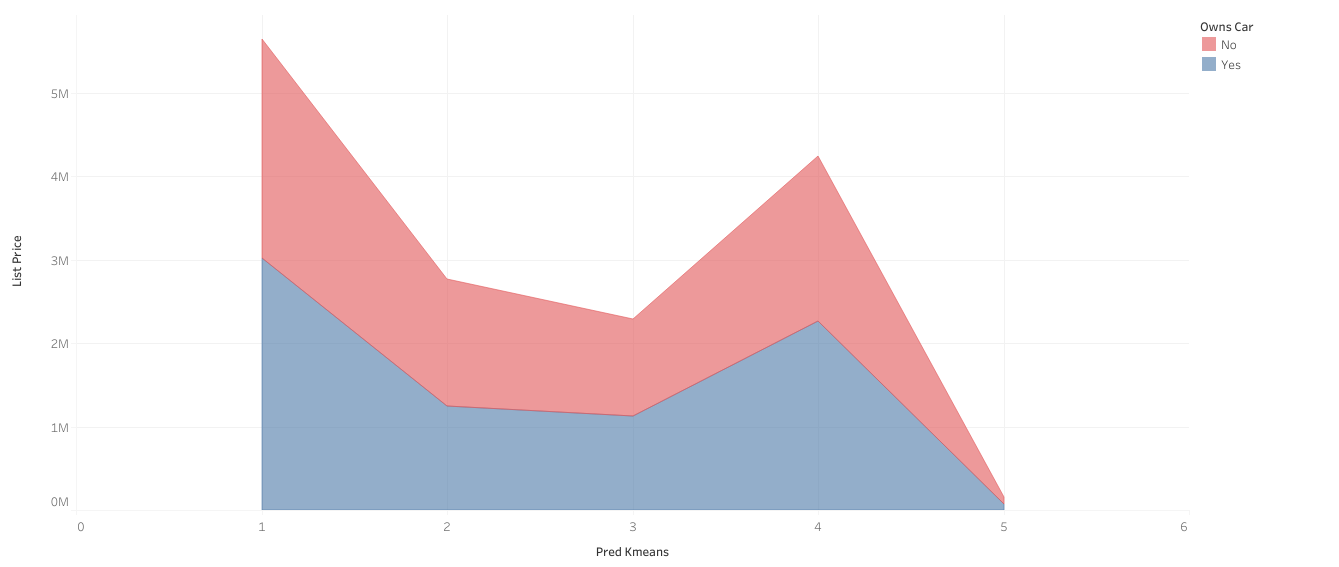 Owns Car
No
Yes
5M
4M
3M
2M
1M
0M
List Price
0 1 2 3 4 5 6
Pred Kmeans